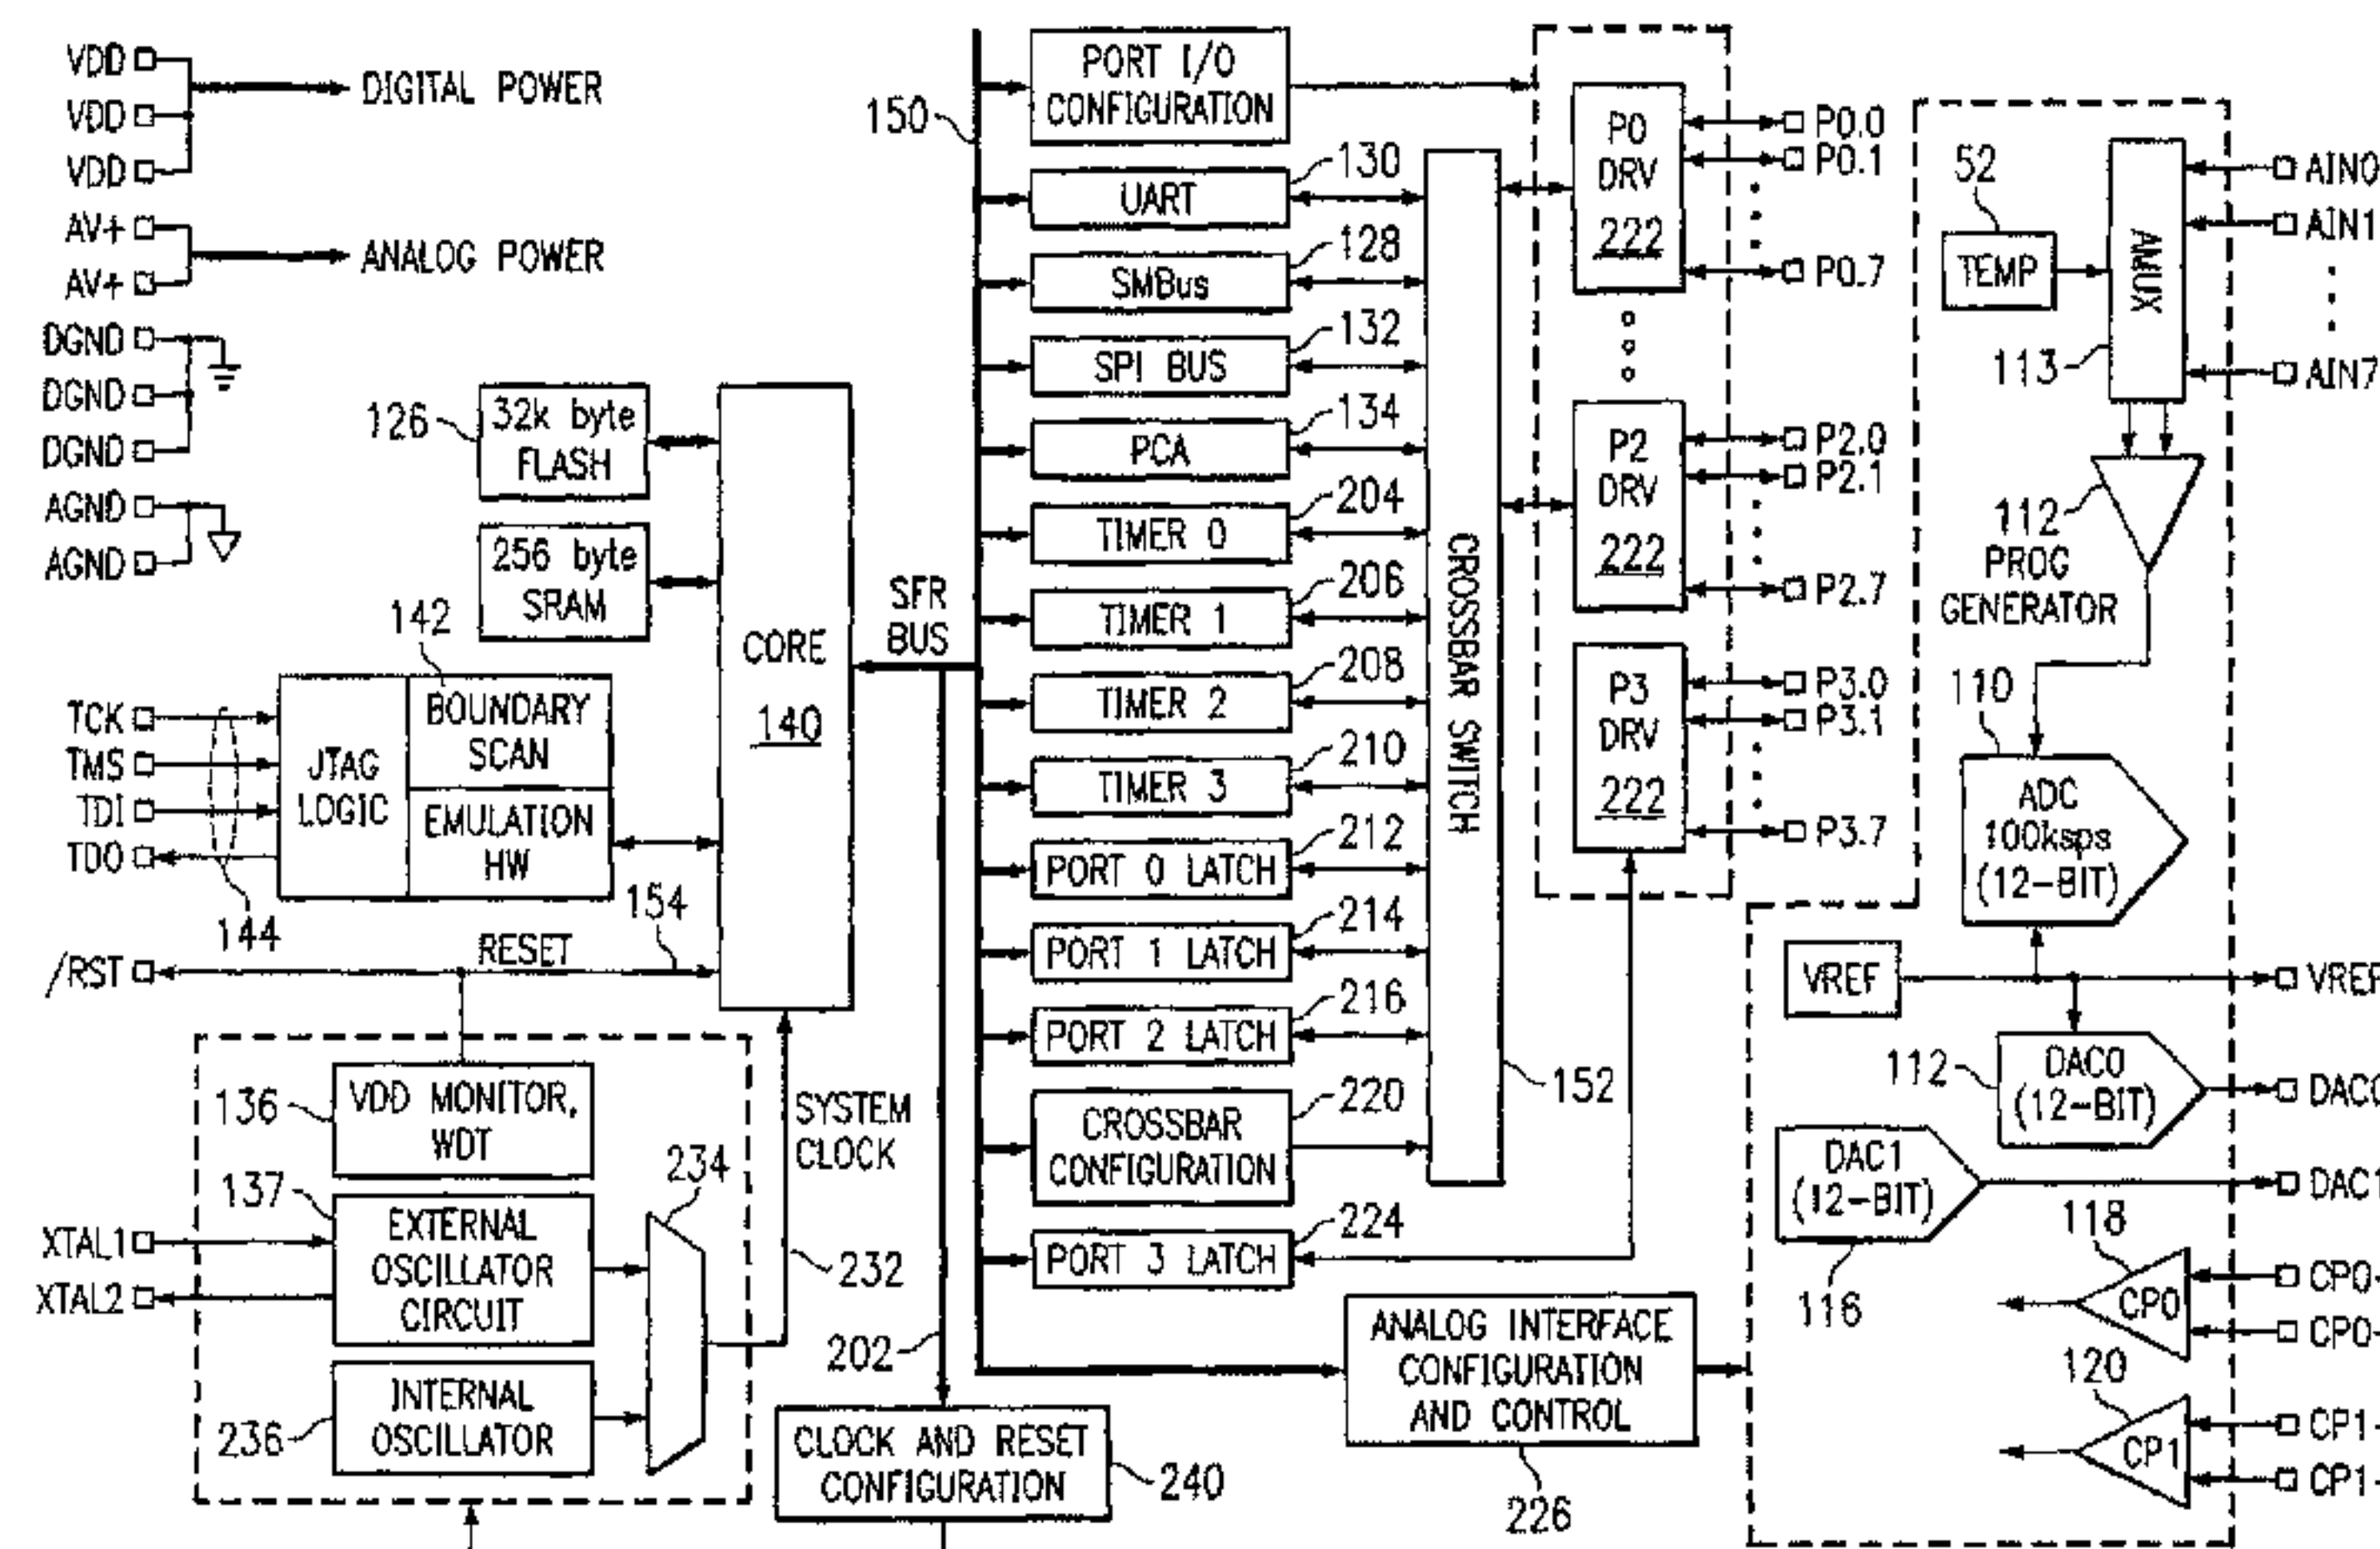 VDD
VDD
VDD
DIGITAL POWER
AV+
AV+
ANALOG POWER
DGND
DGND
DGND
AGND
AGND
126
32k byte
FLASH
256 byte
SRAM
142
CORE
140
TCK
TMS
TDI
TDO
144
JTAG
LOGIC
BOUNDARY
SCAN
EMULATION
HW
154
/RST
RESET
136
VDD MONITOR,
WDT
137
XTAL1
XTAL2
EXTERNAL
OSCILLATOR
CIRCUIT
236
INTERNAL
OSCILLATOR
234
SYSTEM
CLOCK
232
202
CLOCK AND RESET
CONFIGURATION
240
SFR
BUS
150
PORT I/O
CONFIGURATION
UART
130
SMBus
128
SPI BUS
132
PCA
134
TIMER 0
204
TIMER 1
206
TIMER 2
208
TIMER 3
210
PORT 0 LATCH
212
PORT 1 LATCH
214
PORT 2 LATCH
216
CROSSBAR
CONFIGURATION
220
PORT 3 LATCH
224
CROSSBAR SWITCH
152
ANALOG INTERFACE
CONFIGURATION
AND CONTROL
226
P0
DRV
222
P0.0
P0.1
P0.7
P2
DRV
222
P2.0
P2.1
P2.7
P3
DRV
222
P3.0
P3.1
P3.7
52
TEMP
AMUX
113
AIN0
AIN1
AIN7
112
PROG
GENERATOR
110
ADC
100ksps
(12-BIT)
VREF
VREF
112
DAC0
(12-BIT)
DAC0
DAC1
(12-BIT)
DAC1
116
118
CP0
CP0-
CP0-
120
CP1
CP1-
CP1-